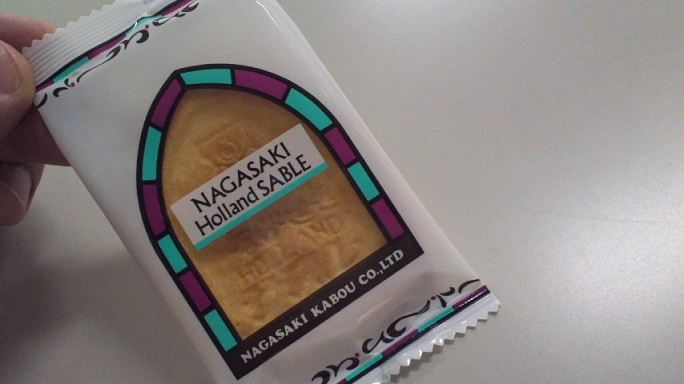 NAGASAKI
Holland SABLE
NAGASAKI KABOU CO.,LTD